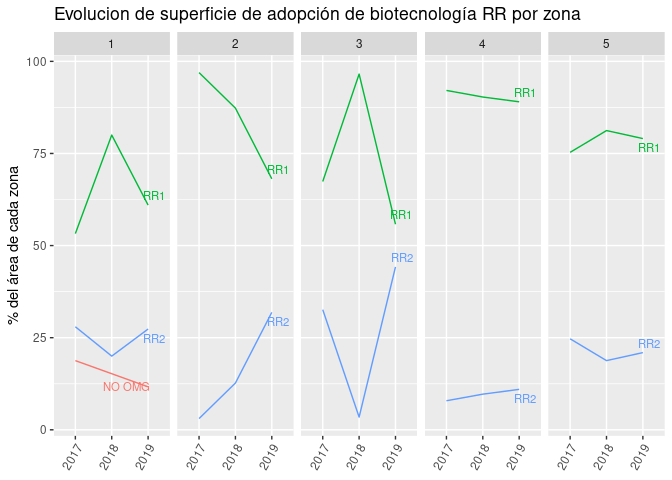 Evolucion de superficie de adopción de biotecnología RR por zona
1 2 3 4 5
% del área de cada zona
100
75
50
25
0
RR1
RR2
NO OMG
RR1
RR2
RR1
RR2
RR1
RR2
RR1
RR2
2017 2018 2019 2017 2018 2019 2017 2018 2019 2017 2018 2019 2017 2018 2019